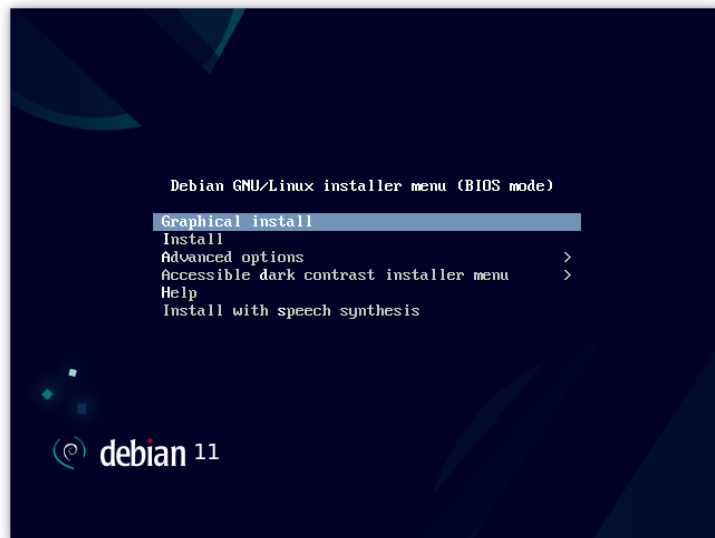 Debian GNU/Linux installer menu (BIOS mode)
Graphical install
Install
Advanced options >
Accessible dark contrast installer menu >
Help
Install with speech synthesis
debian 11